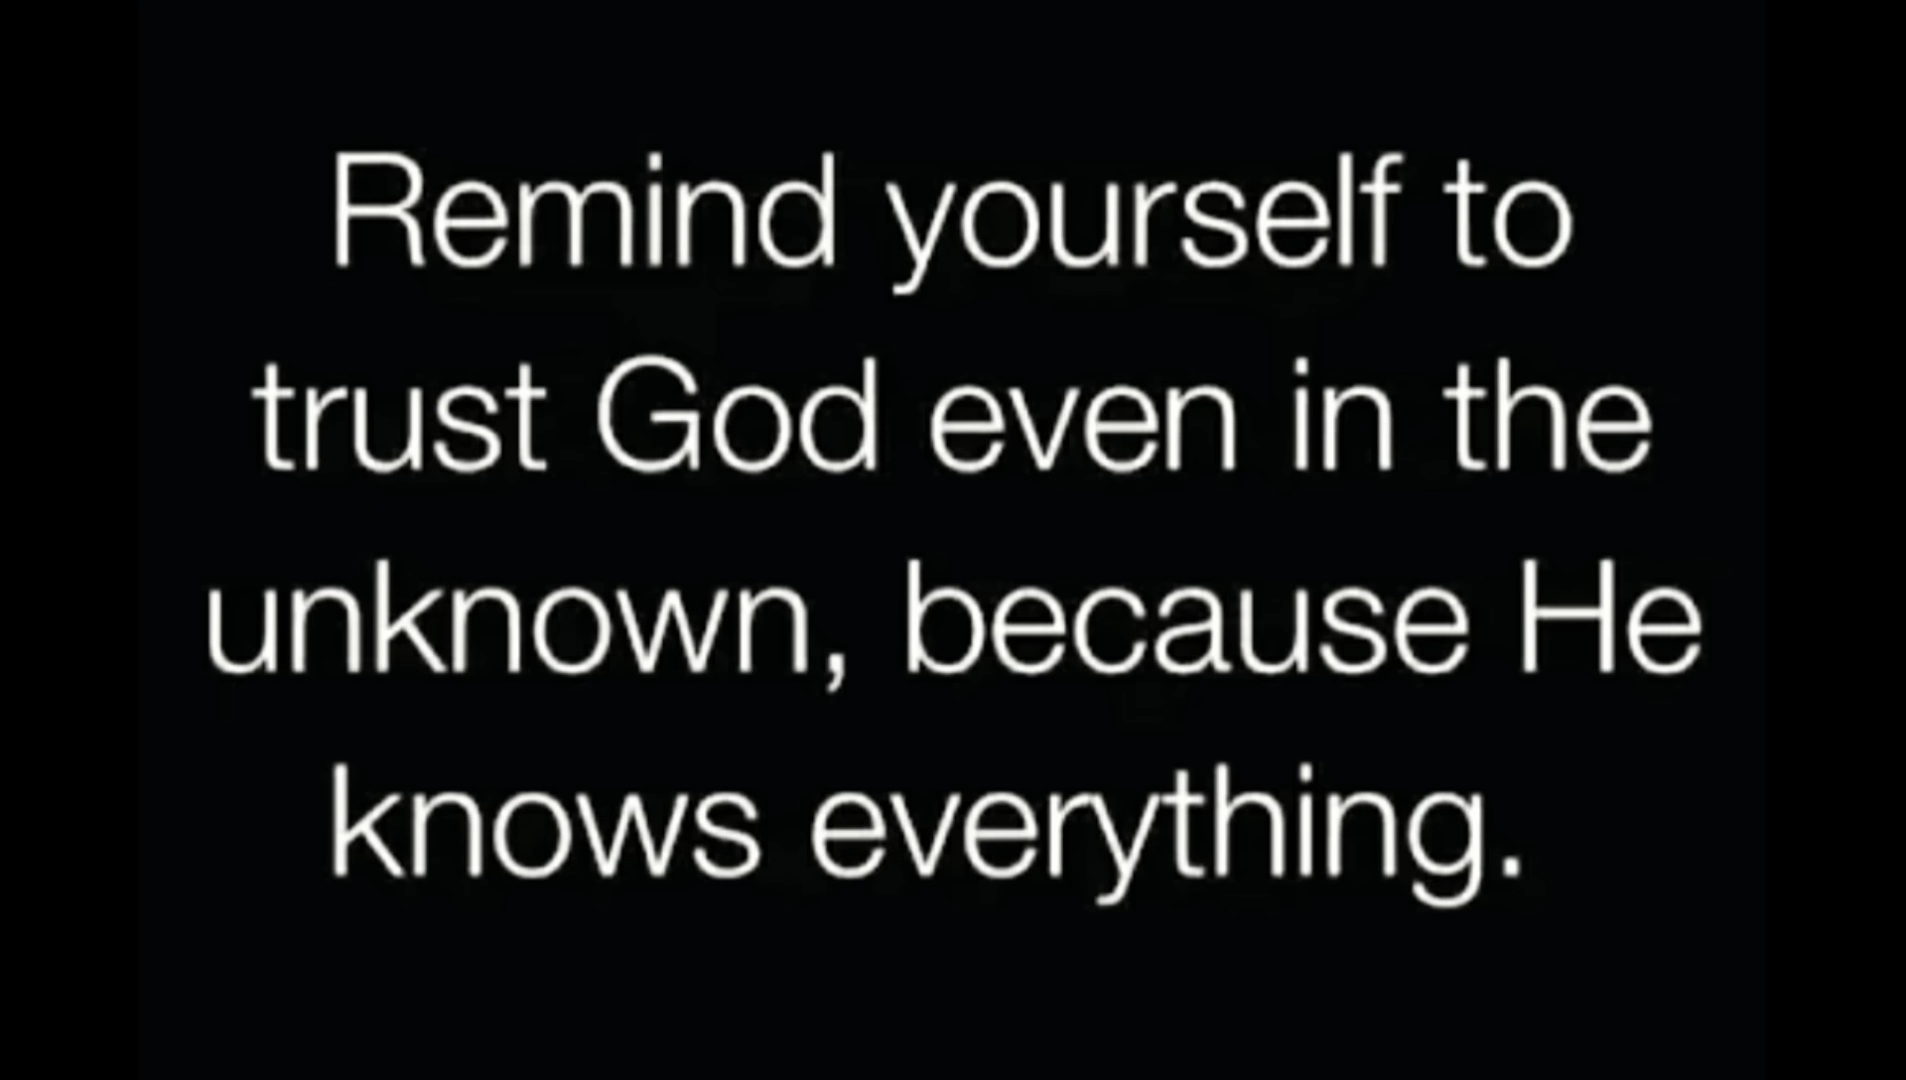 Remind yourself to
trust God even in the
unknown, because He
knows everything.